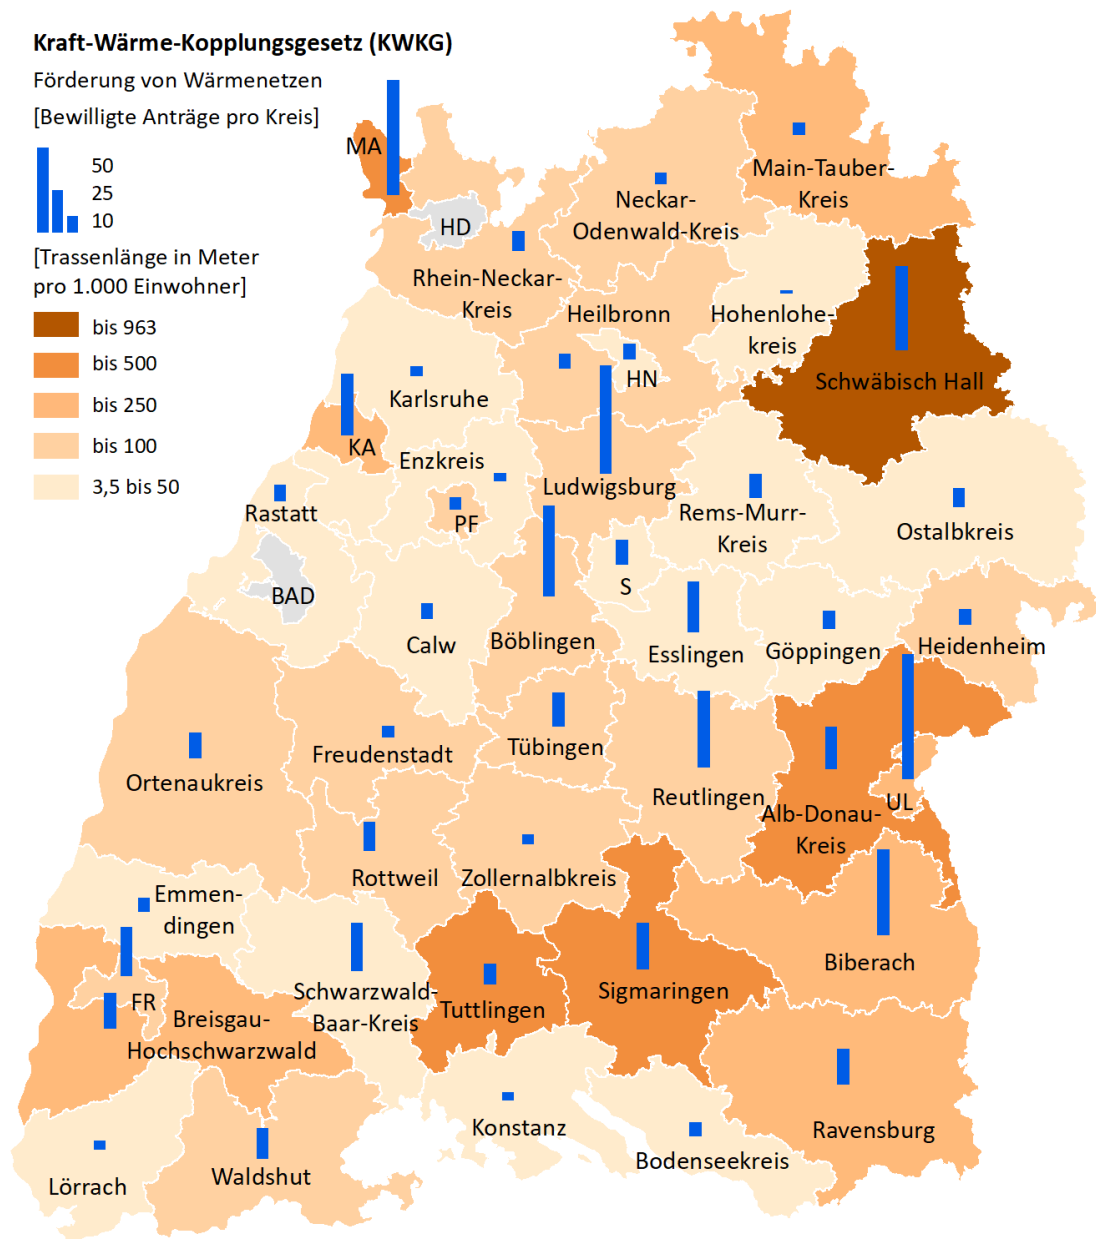 Kraft-Wärme-Kopplungsgesetz (KWKG)
Förderung von Wärmenetzen
[Bewilligte Anträge pro Kreis]
50
25
10
[Trassenlänge in Meter
pro 1.000 Einwohner]
bis 963
bis 500
bis 250
bis 100
3,5 bis 50
MA
Main-Tauber-
Kreis
Neckar-
Odenwald-Kreis
HD
Rhein-Neckar-
Kreis
Heilbronn
Hohenlohe-
kreis
HN
Schwäbisch Hall
Karlsruhe
KA
Enzkreis
Ludwigsburg
Rastatt
PF
Rems-Murr-
Kreis
Ostalbkreis
BAD
S
Calw
Böblingen
Esslingen
Göppingen
Heidenheim
Ortenaukreis
Freudenstadt
Tübingen
Reutlingen
Alb-Donau-
Kreis
UL
Rottweil
Zollernalbkreis
Emmen-
dingen
Biberach
FR
Schwarzwald-
Baar-Kreis
Tuttlingen
Sigmaringen
Breisgau-
Hochschwarzwald
Konstanz
Ravensburg
Bodenseekreis
Lörrach
Waldshut